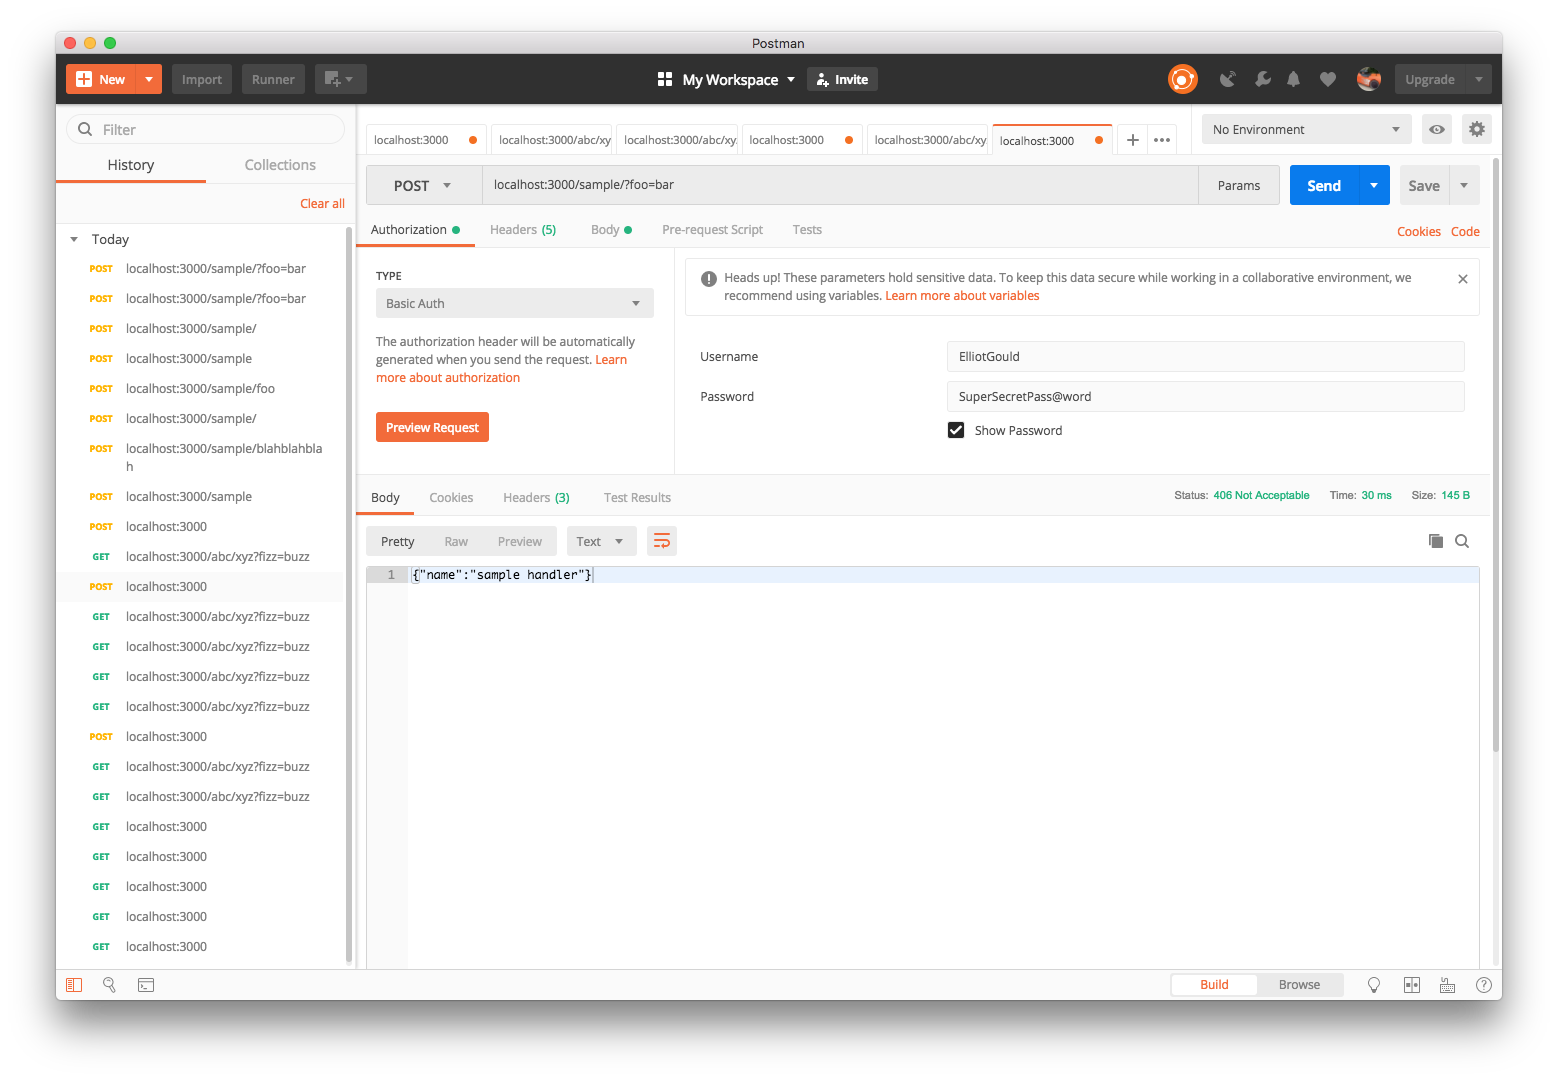 Postman
New
Import
Runner
My Workspace
Invite
Upgrade
Filter
History
Collections
Clear all
Today
POST localhost:3000/sample/?foo=bar
POST localhost:3000/sample/?foo=bar
POST localhost:3000/sample/
POST localhost:3000/sample
POST localhost:3000/sample/foo
POST localhost:3000/sample/
POST localhost:3000/sample/blahblahbla
h
POST localhost:3000/sample
POST localhost:3000
GET localhost:3000/abc/xyz?fizz=buzz
POST localhost:3000
GET localhost:3000/abc/xyz?fizz=buzz
GET localhost:3000/abc/xyz?fizz=buzz
GET localhost:3000/abc/xyz?fizz=buzz
GET localhost:3000/abc/xyz?fizz=buzz
POST localhost:3000
GET localhost:3000/abc/xyz?fizz=buzz
GET localhost:3000/abc/xyz?fizz=buzz
GET localhost:3000
GET localhost:3000
GET localhost:3000
GET localhost:3000
GET localhost:3000
localhost:3000
localhost:3000/abc/xy
localhost:3000/abc/xy.
localhost:3000
localhost:3000/abc/xy
localhost:3000
No Environment
POST
localhost:3000/sample/?foo=bar
Params
Send
Save
Authorization
Headers (5)
Body
Pre-request Script
Tests
Cookies
Code
TYPE
Basic Auth
The authorization header will be automatically
generated when you send the request. Learn
more about authorization
Preview Request
Heads up! These parameters hold sensitive data. To keep this data secure while working in a collaborative environment, we
recommend using variables. Learn more about variables
Username
ElliotGould
Password
SuperSecretPass@word
Show Password
Body
Cookies
Headers (3)
Test Results
Status: 406 Not Acceptable
Time: 30 ms
Size: 145 B
Pretty
Raw
Preview
Text
1 {"name":"sample handler"}
Build
Browse